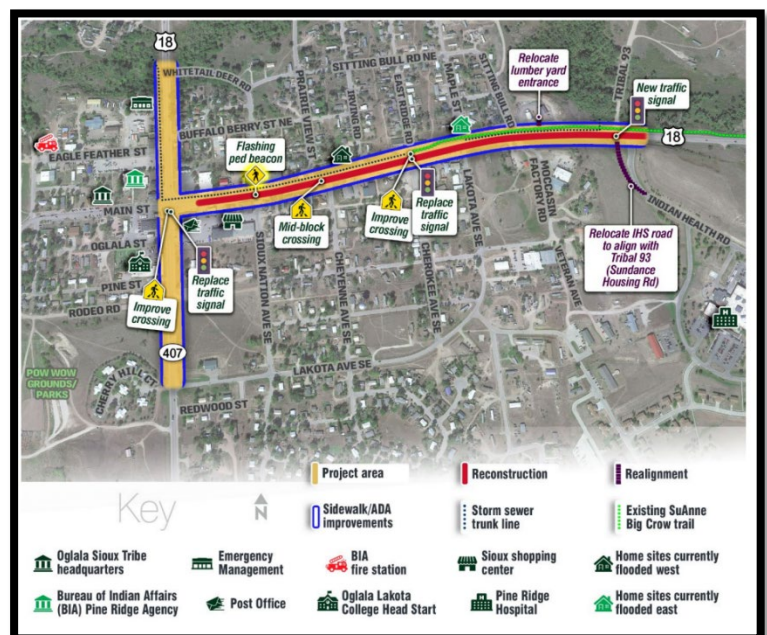 18
WHITETAIL DEER RD
SITTING BULL RD NE
PRAIRIE VIEW ST
IRVING RD
EAST RIDGE RD
MAPLE ST
SITTING BULL RD
Relocate
lumber yard
entrance
TRIBAL 93
New traffic
signal
18
BUFFALO BERRY ST NE
EAGLE FEATHER ST
Flashing
ped beacon
MAIN ST
OGLALA ST
PINE ST
RODEO RD
Improve
crossing
Replace
traffic
signal
Mid-block
crossing
Improve
crossing
Replace
traffic
signal
SIOUX NATION AVE SE
CHEYENNE AVE SE
CHEROKEE AVE SE
LAKOTA AVE SE
MOCCASIN
FACTORY RD
VETERAN AVE
INDIAN HEALTH RD
Relocate IHS road
to align with
Tribal 93
(Sundance
Housing Rd)
407
LAKOTA AVE SE
POW WOW
GROUNDS/
PARKS
CHERRY HILL CT
REDWOOD ST
Key
N
Project area
Reconstruction
Realignment
Sidewalk/ADA
improvements
Storm sewer
trunk line
Existing SuAnne
Big Crow trail
Oglala Sioux Tribe
headquarters
Emergency
Management
BIA
fire station
Sioux shopping
center
Home sites currently
flooded west
Bureau of Indian Affairs
(BIA) Pine Ridge Agency
Post Office
Oglala Lakota
College Head Start
Pine Ridge
Hospital
Home sites currently
flooded east